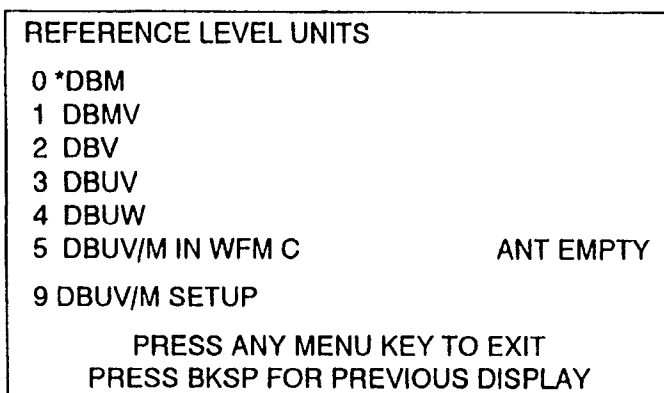 REFERENCE LEVEL UNITS
0 *DBM
1 DBMV
2 DBV
3 DBUV
4 DBUW
5 DBUV/M IN WFM C ANT EMPTY
9 DBUV/M SETUP
PRESS ANY MENU KEY TO EXIT
PRESS BKSP FOR PREVIOUS DISPLAY